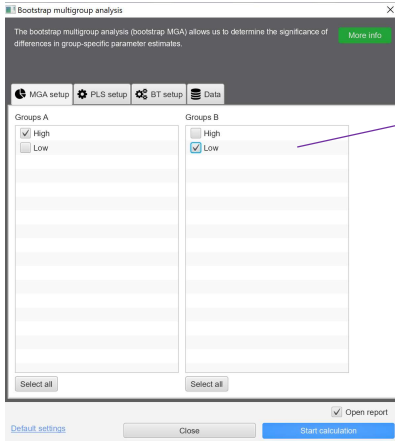 Bootstrap multigroup analysis
The bootstrap multigroup analysis (bootstrap MGA) allows us to determine the significance of
differences in group-specific parameter estimates.
More info
MGA setup PLS setup BT setup Data
Groups A Groups B
High High
Low Low
Select all Select all
Open report
Default settings Close Start calculation